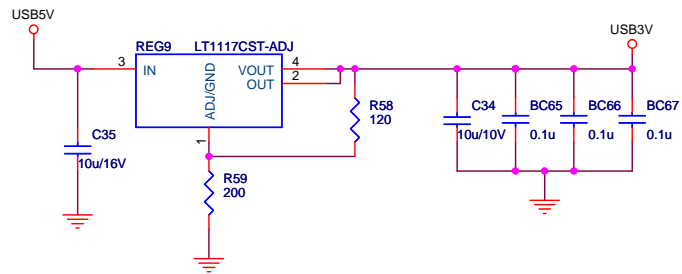 USB5V
USB3V
REG9 LT1117CST-ADJ
3 IN VOUT 4
OUT 2
ADJ/GND
1
R58
120
C34
10u/10V
BC65
0.1u
BC66
0.1u
BC67
0.1u
C35
10u/16V
R59
200